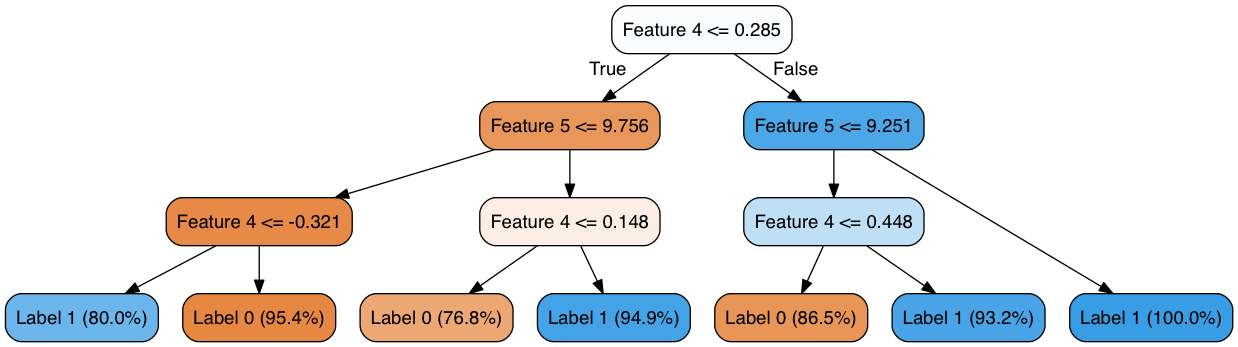 Feature 4 <= 0.285
True
False
Feature 5 <= 9.756
Feature 5 <= 9.251
Feature 4 <= -0.321
Feature 4 <= 0.148
Feature 4 <= 0.448
Label 1 (80.0%)
Label 0 (95.4%)
Label 0 (76.8%)
Label 1 (94.9%)
Label 0 (86.5%)
Label 1 (93.2%)
Label 1 (100.0%)